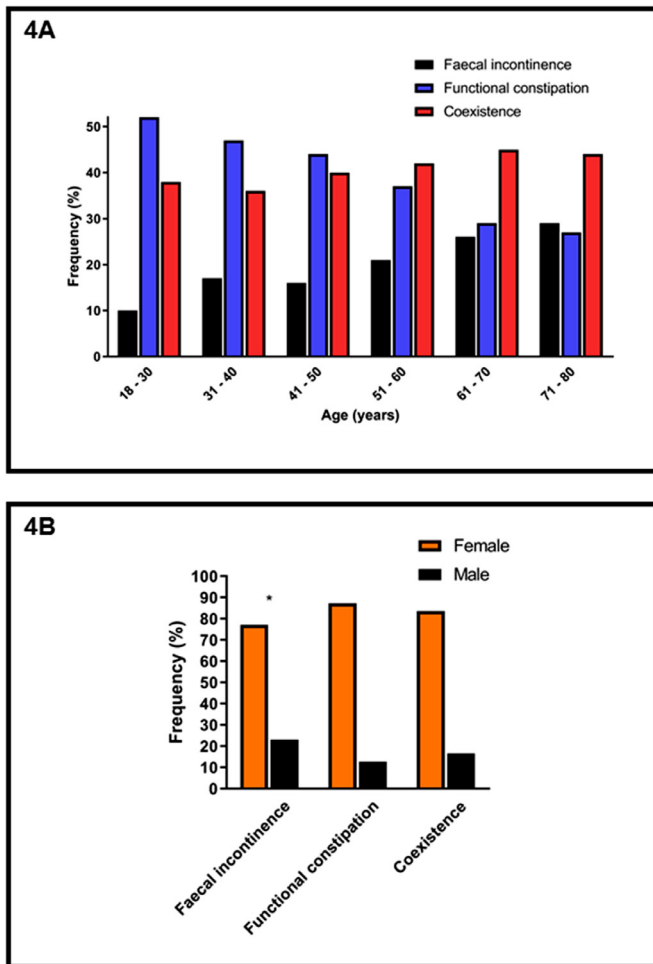 4A
Faecal incontinence
Functional constipation
Coexistence
Frequency (%)
50
40
30
20
10
0
18 - 30
31 - 40
41 - 50
51 - 60
61 - 70
71 - 80
Age (years)
4B
Female
Male
Frequency (%)
100
90
80
70
60
50
40
30
20
10
0
*
Faecal incontinence
Functional constipation
Coexistence